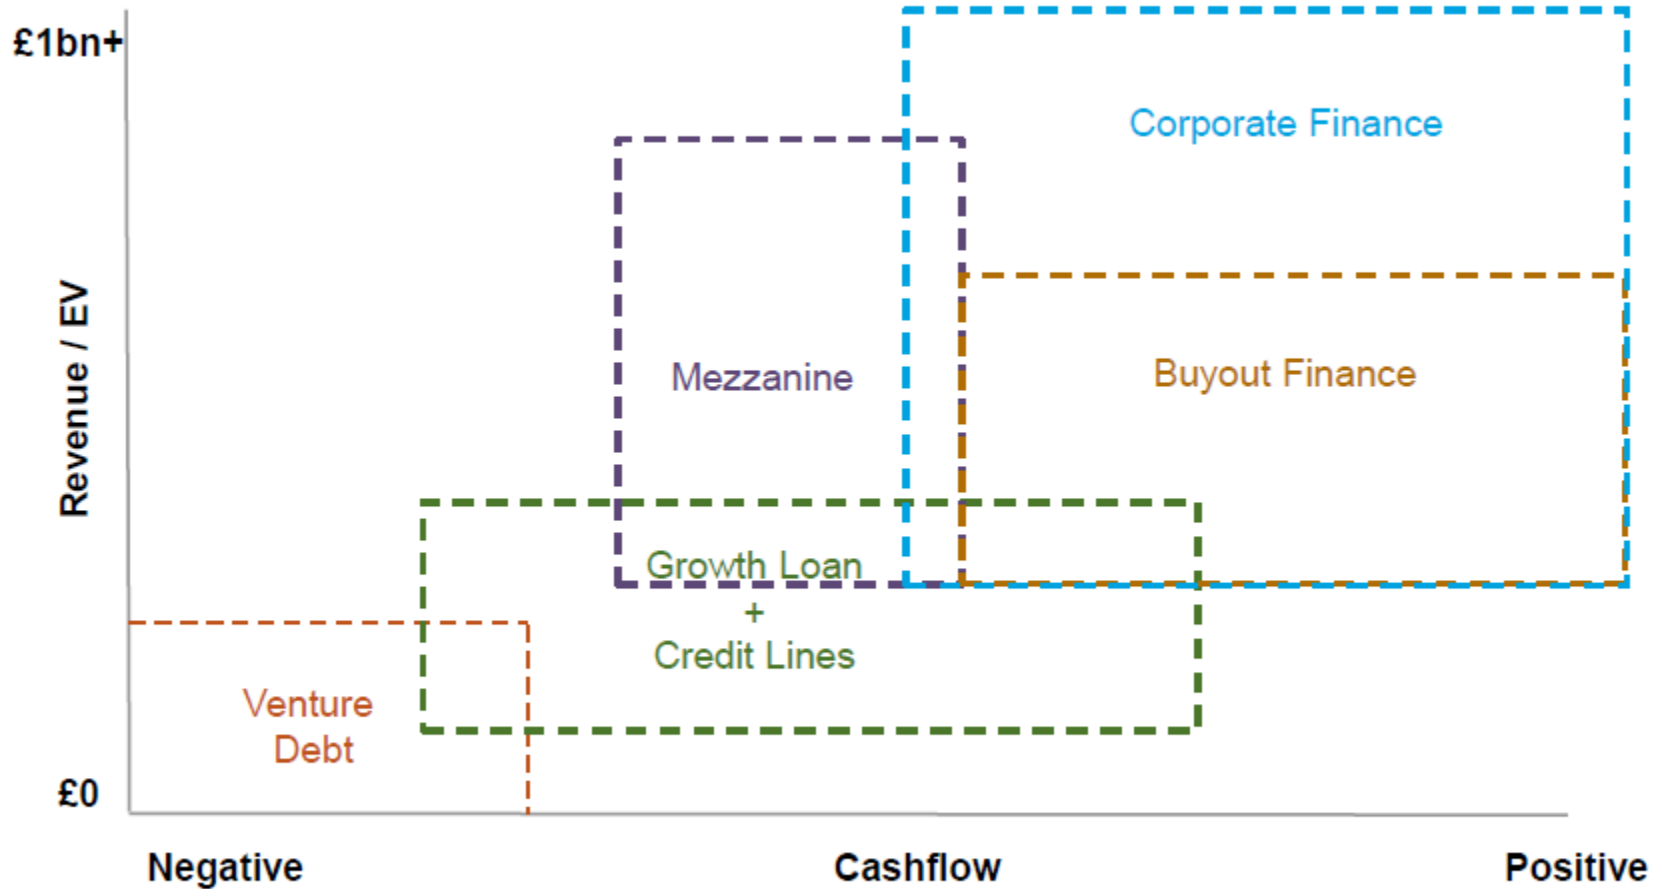 £1bn+
Corporate Finance
Revenue / EV
Mezzanine
Buyout Finance
Growth Loan
+
Credit Lines
Venture
Debt
£0
Negative
Cashflow
Positive